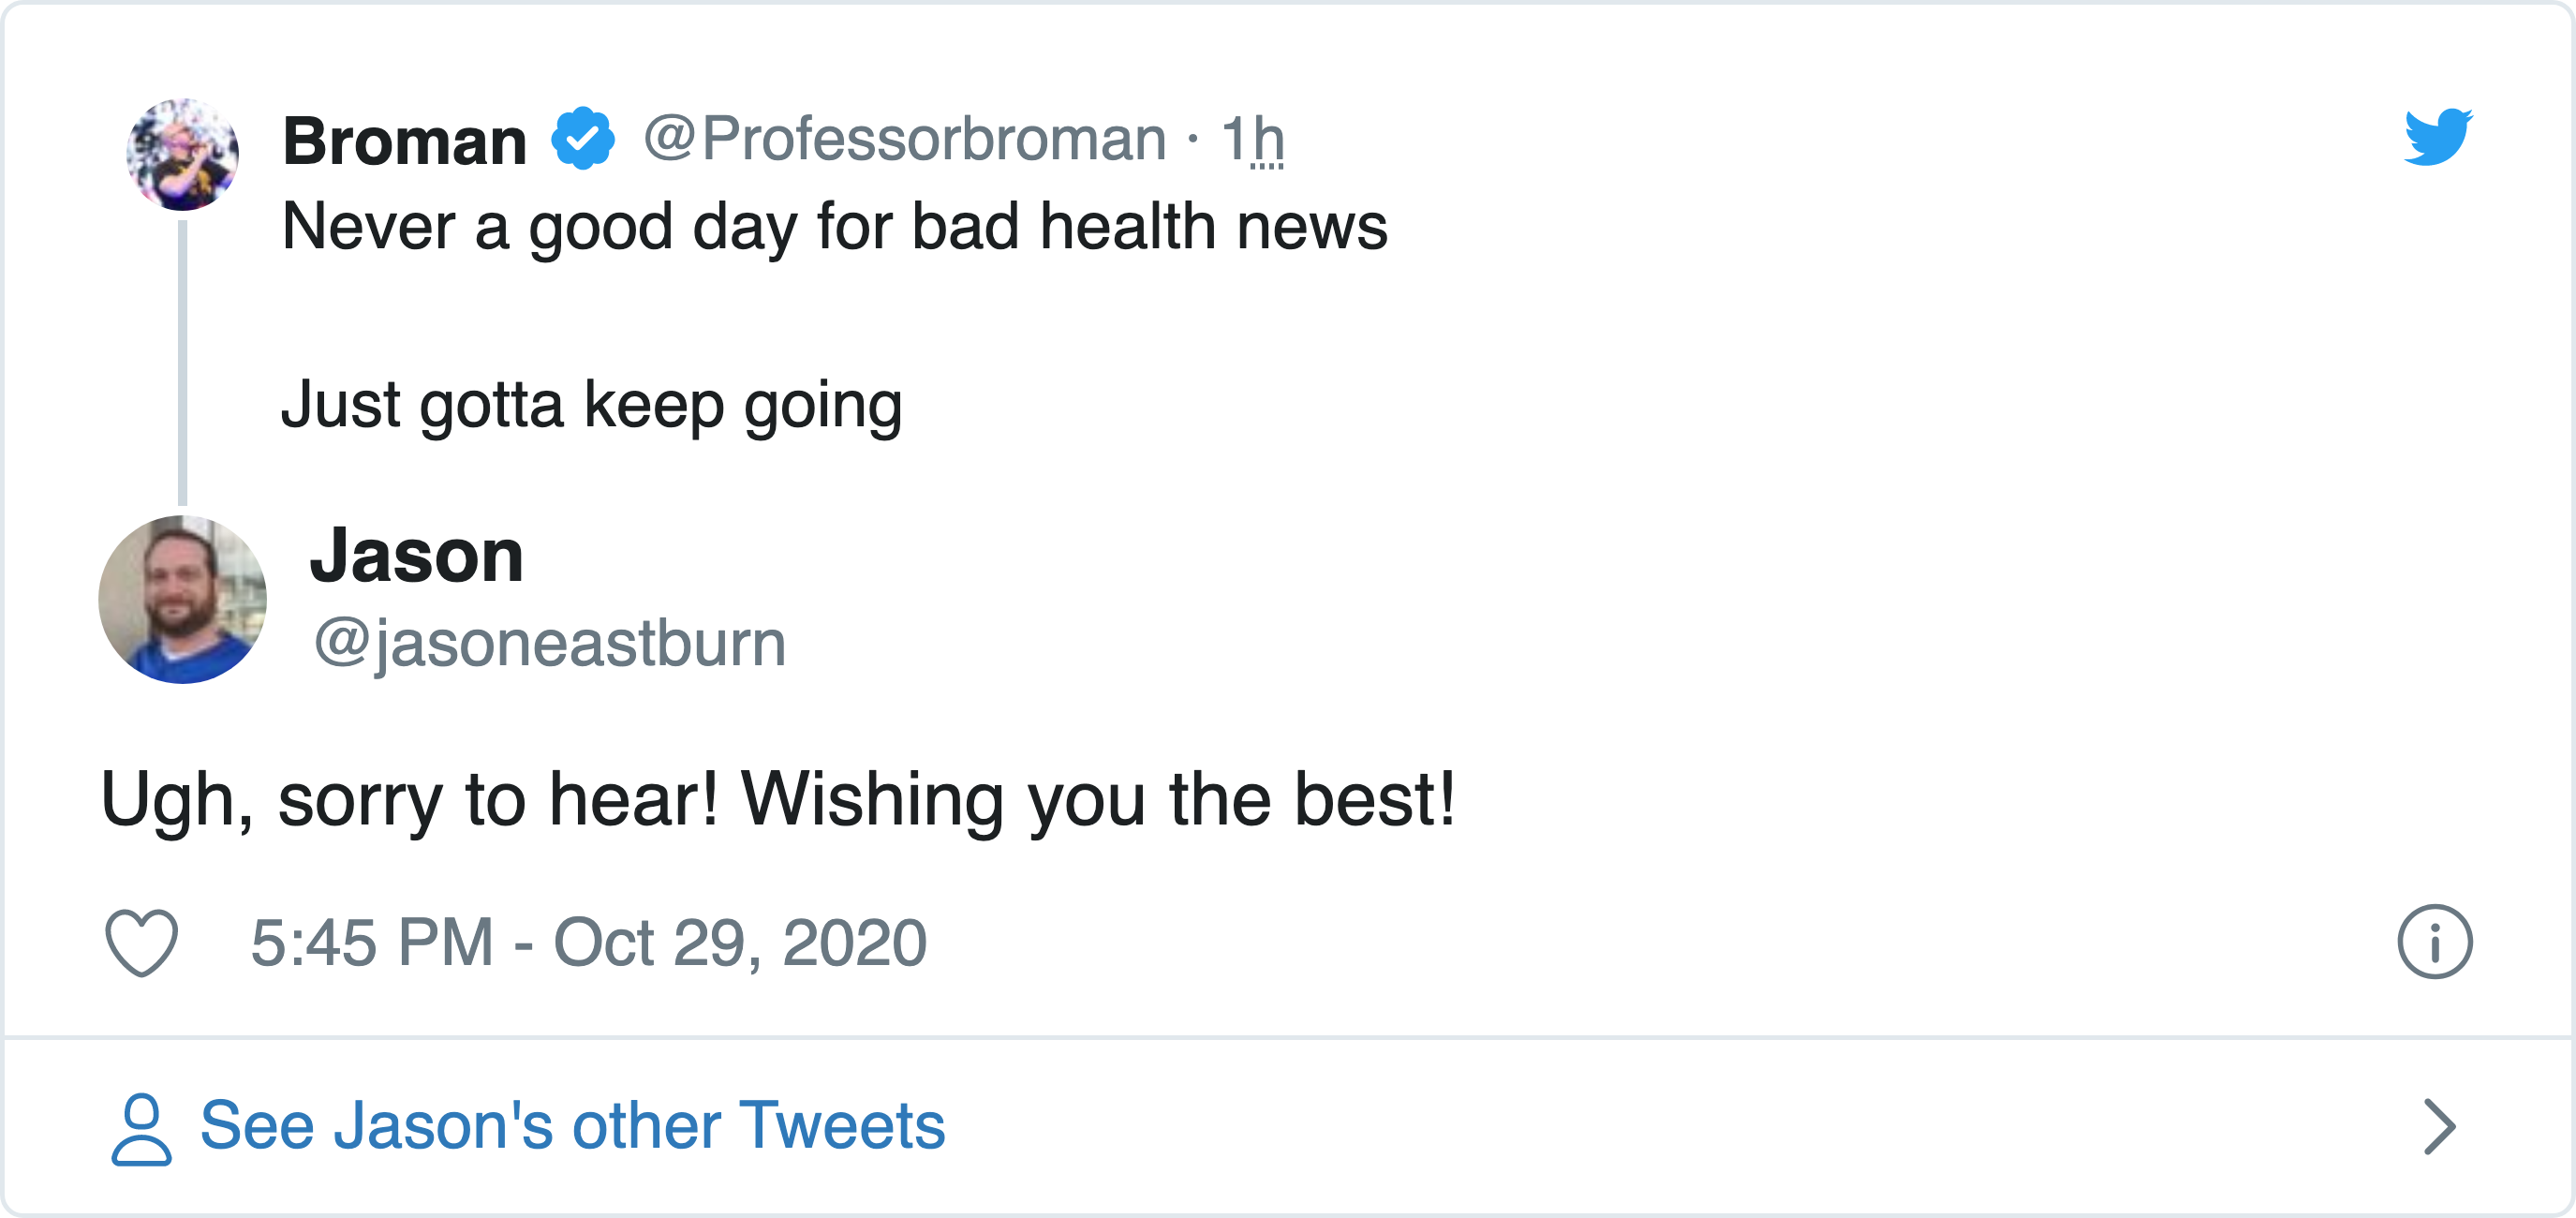 Broman @Professorbroman · 1h
Never a good day for bad health news
Just gotta keep going
Jason
@jasoneastburn
Ugh, sorry to hear! Wishing you the best!
5:45 PM - Oct 29, 2020
See Jason's other Tweets